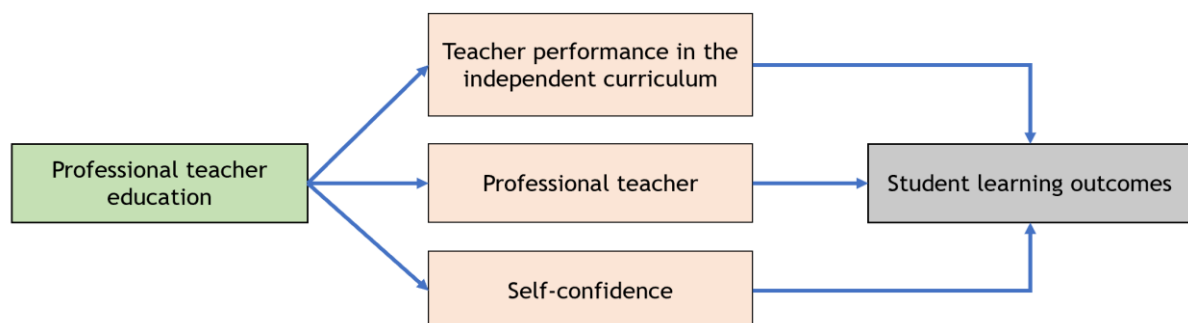 Teacher performance in the
independent curriculum
Professional teacher
education
Professional teacher
Student learning outcomes
Self-confidence